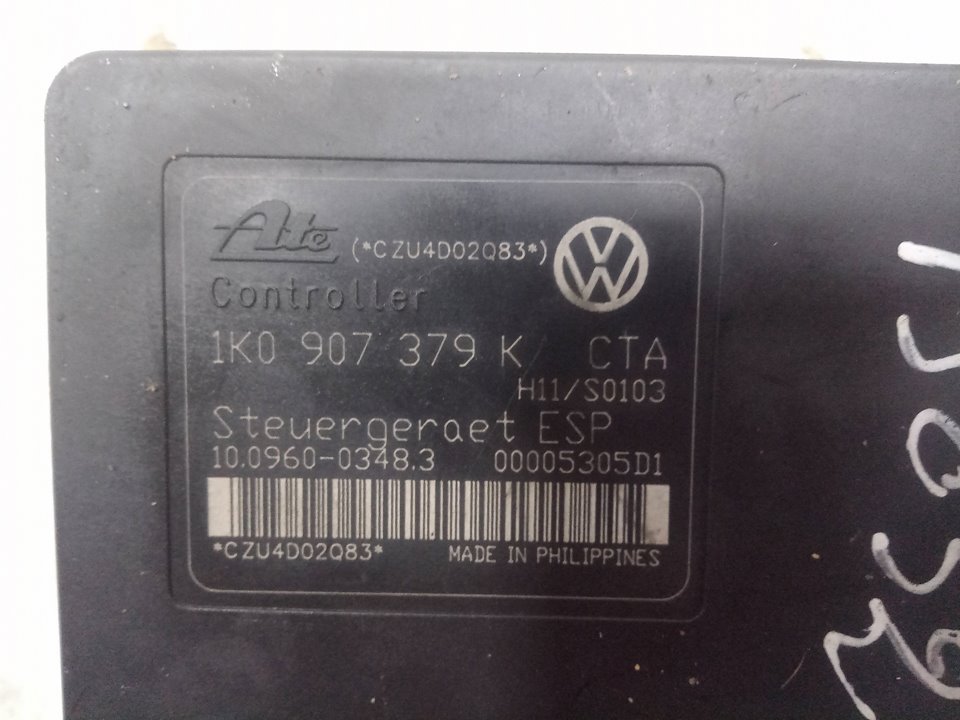 Ate (*CZU4D02Q83*)
Controller
1K0 907 379 K CTA
H11/S0103
Steuergeraet ESP
10.0960-0348.3 00005305D1
*CZU4D02Q83* MADE IN PHILIPPINES